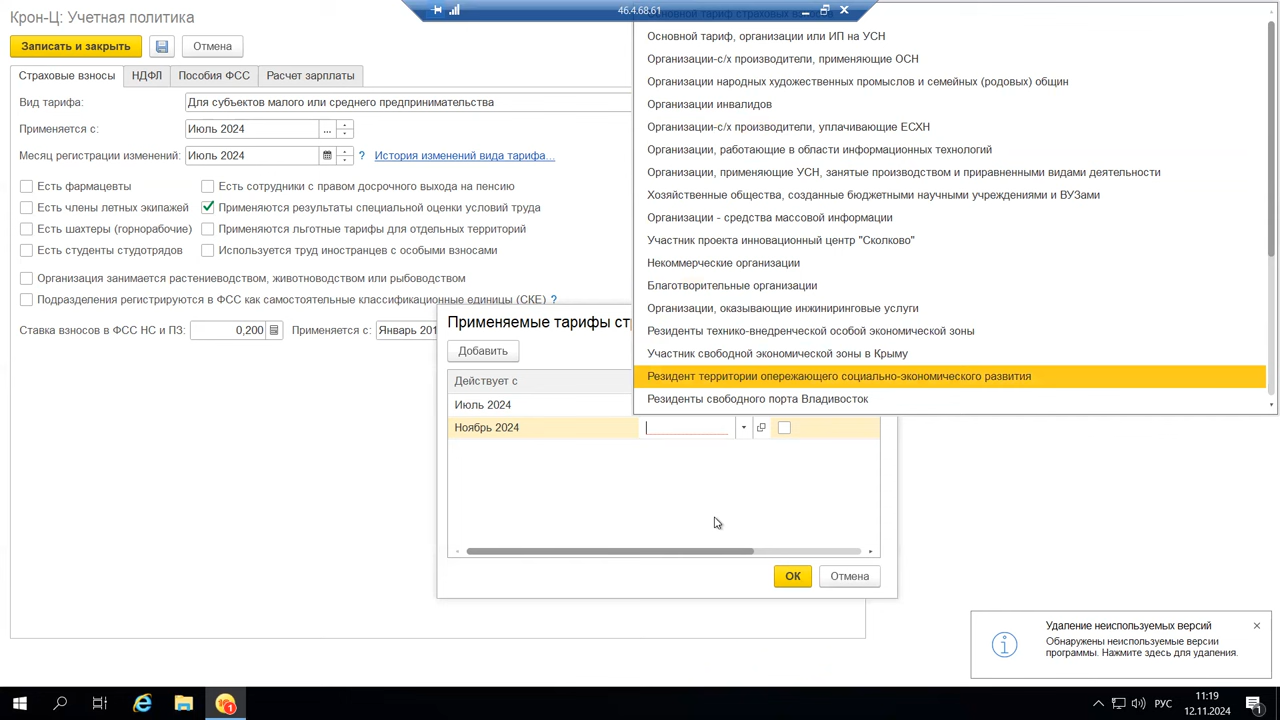 Крон-Ц: Учетная политика
46.4.68.61
Записать и закрыть
Отмена
Страховые взносы
НДФЛ
Пособия ФСС
Расчет зарплаты
Вид тарифа:
Для субъектов малого или среднего предпринимательства
Применяется с:
Июль 2024
...
Месяц регистрации изменений:
Июль 2024
?
История изменений вида тарифа...
Есть фармацевты
Есть сотрудники с правом досрочного выхода на пенсию
Есть члены летных экипажей
Применяются результаты специальной оценки условий труда
Есть шахтеры (горнорабочие)
Применяются льготные тарифы для отдельных территорий
Есть студенты студотрядов
Используется труд иностранцев с особыми взносами
Организация занимается растениеводством, животноводством или рыбоводством
Подразделения регистрируются в ФСС как самостоятельные классификационные единицы (СКЕ) ?
Ставка взносов в ФСС НС и ПЗ:
0,200
Применяется с:
Январь 201
Основной тариф страховых взносов
Основной тариф, организации или ИП на УСН
Организации-с/х производители, применяющие ОСН
Организации народных художественных промыслов и семейных (родовых) общин
Организации инвалидов
Организации-с/х производители, уплачивающие ЕСХН
Организации, работающие в области информационных технологий
Организации, применяющие УСН, занятые производством и приравненными видами деятельности
Хозяйственные общества, созданные бюджетными научными учреждениями и ВУЗами
Организации - средства массовой информации
Участник проекта инновационный центр "Сколково"
Некоммерческие организации
Благотворительные организации
Организации, оказывающие инжиниринговые услуги
Резиденты технико-внедренческой особой экономической зоны
Участник свободной экономической зоны в Крыму
Резидент территории опережающего социально-экономического развития
Резиденты свободного порта Владивосток
Применяемые тарифы стр
Добавить
Действует с
Июль 2024
Ноябрь 2024
ОК
Отмена
Удаление неиспользуемых версий
Обнаружены неиспользуемые версии
программы. Нажмите здесь для удаления.
1
РУС
11:19
12.11.2024
1